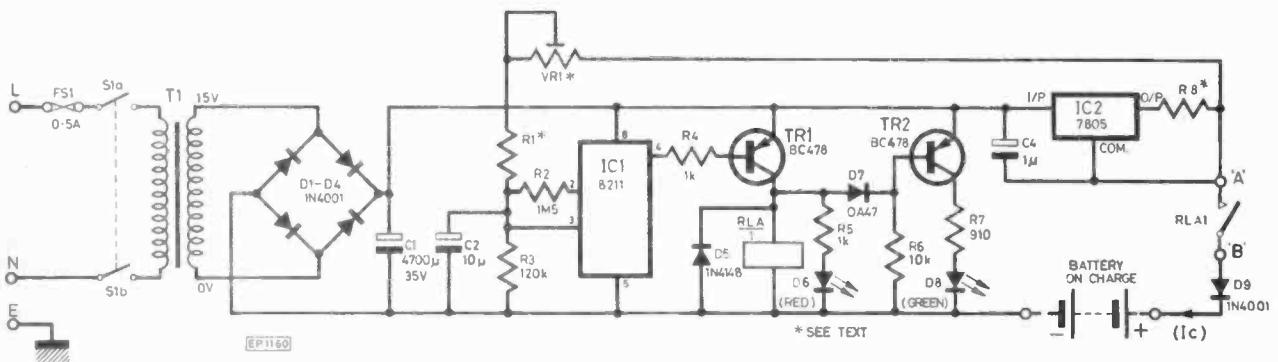 VR1*
L
FS1
0·5A
S1a
T1
15V
I/P
IC2
7805
O/P
R8*
COM.
R1*
R2
1M5
2
3
8
IC1
8211
4
5
R4
1k
TR1
BC478
TR2
BC478
C4
1µ
'A'
D1–D4
1N4001
D7
OA47
RLA
1
RLA1
R5
1k
R7
910
C1
4700µ
35V
C2
10µ
R3
120k
D5
1N4148
R6
10k
'B'
N
S1b
0V
D6
(RED)
D8
(GREEN)
BATTERY
ON CHARGE
D9
1N4001
E
* SEE TEXT
−
+
(Ic)
EP1160